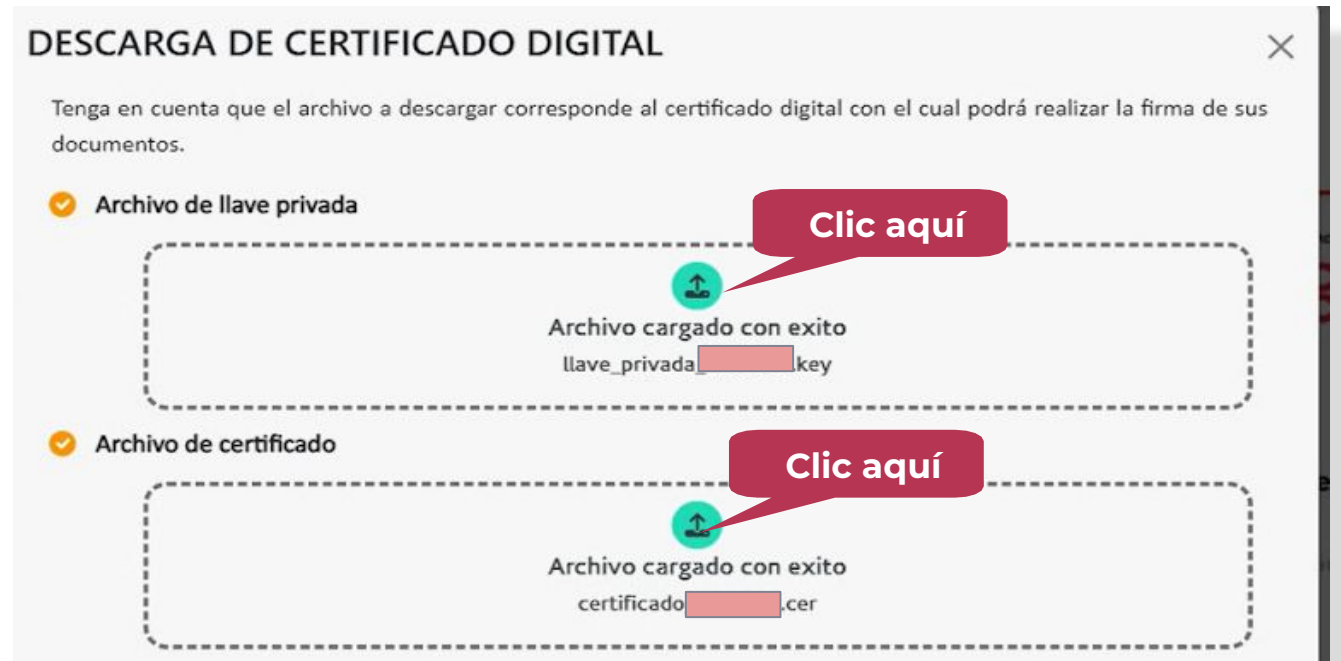 DESCARGA DE CERTIFICADO DIGITAL
Tenga en cuenta que el archivo a descargar corresponde al certificado digital con el cual podrá realizar la firma de sus
documentos.
Archivo de llave privada
Clic aquí
Archivo cargado con exito
llave_privada_ .key
Archivo de certificado
Clic aquí
Archivo cargado con exito
certificado .cer